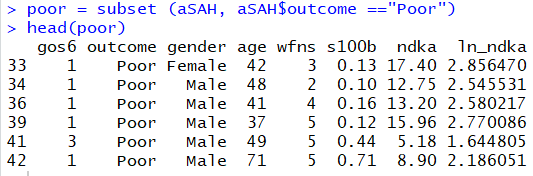 > poor = subset (aSAH, aSAH$outcome =="Poor")
> head(poor)
gos6 outcome gender age wfns s100b ndka ln_ndka
33 1 Poor Female 42 3 0.13 17.40 2.856470
34 1 Poor Male 48 2 0.10 12.75 2.545531
36 1 Poor Male 41 4 0.16 13.20 2.580217
39 1 Poor Male 37 5 0.12 15.96 2.770086
41 3 Poor Male 49 5 0.44 5.18 1.644805
42 1 Poor Male 71 5 0.71 8.90 2.186051